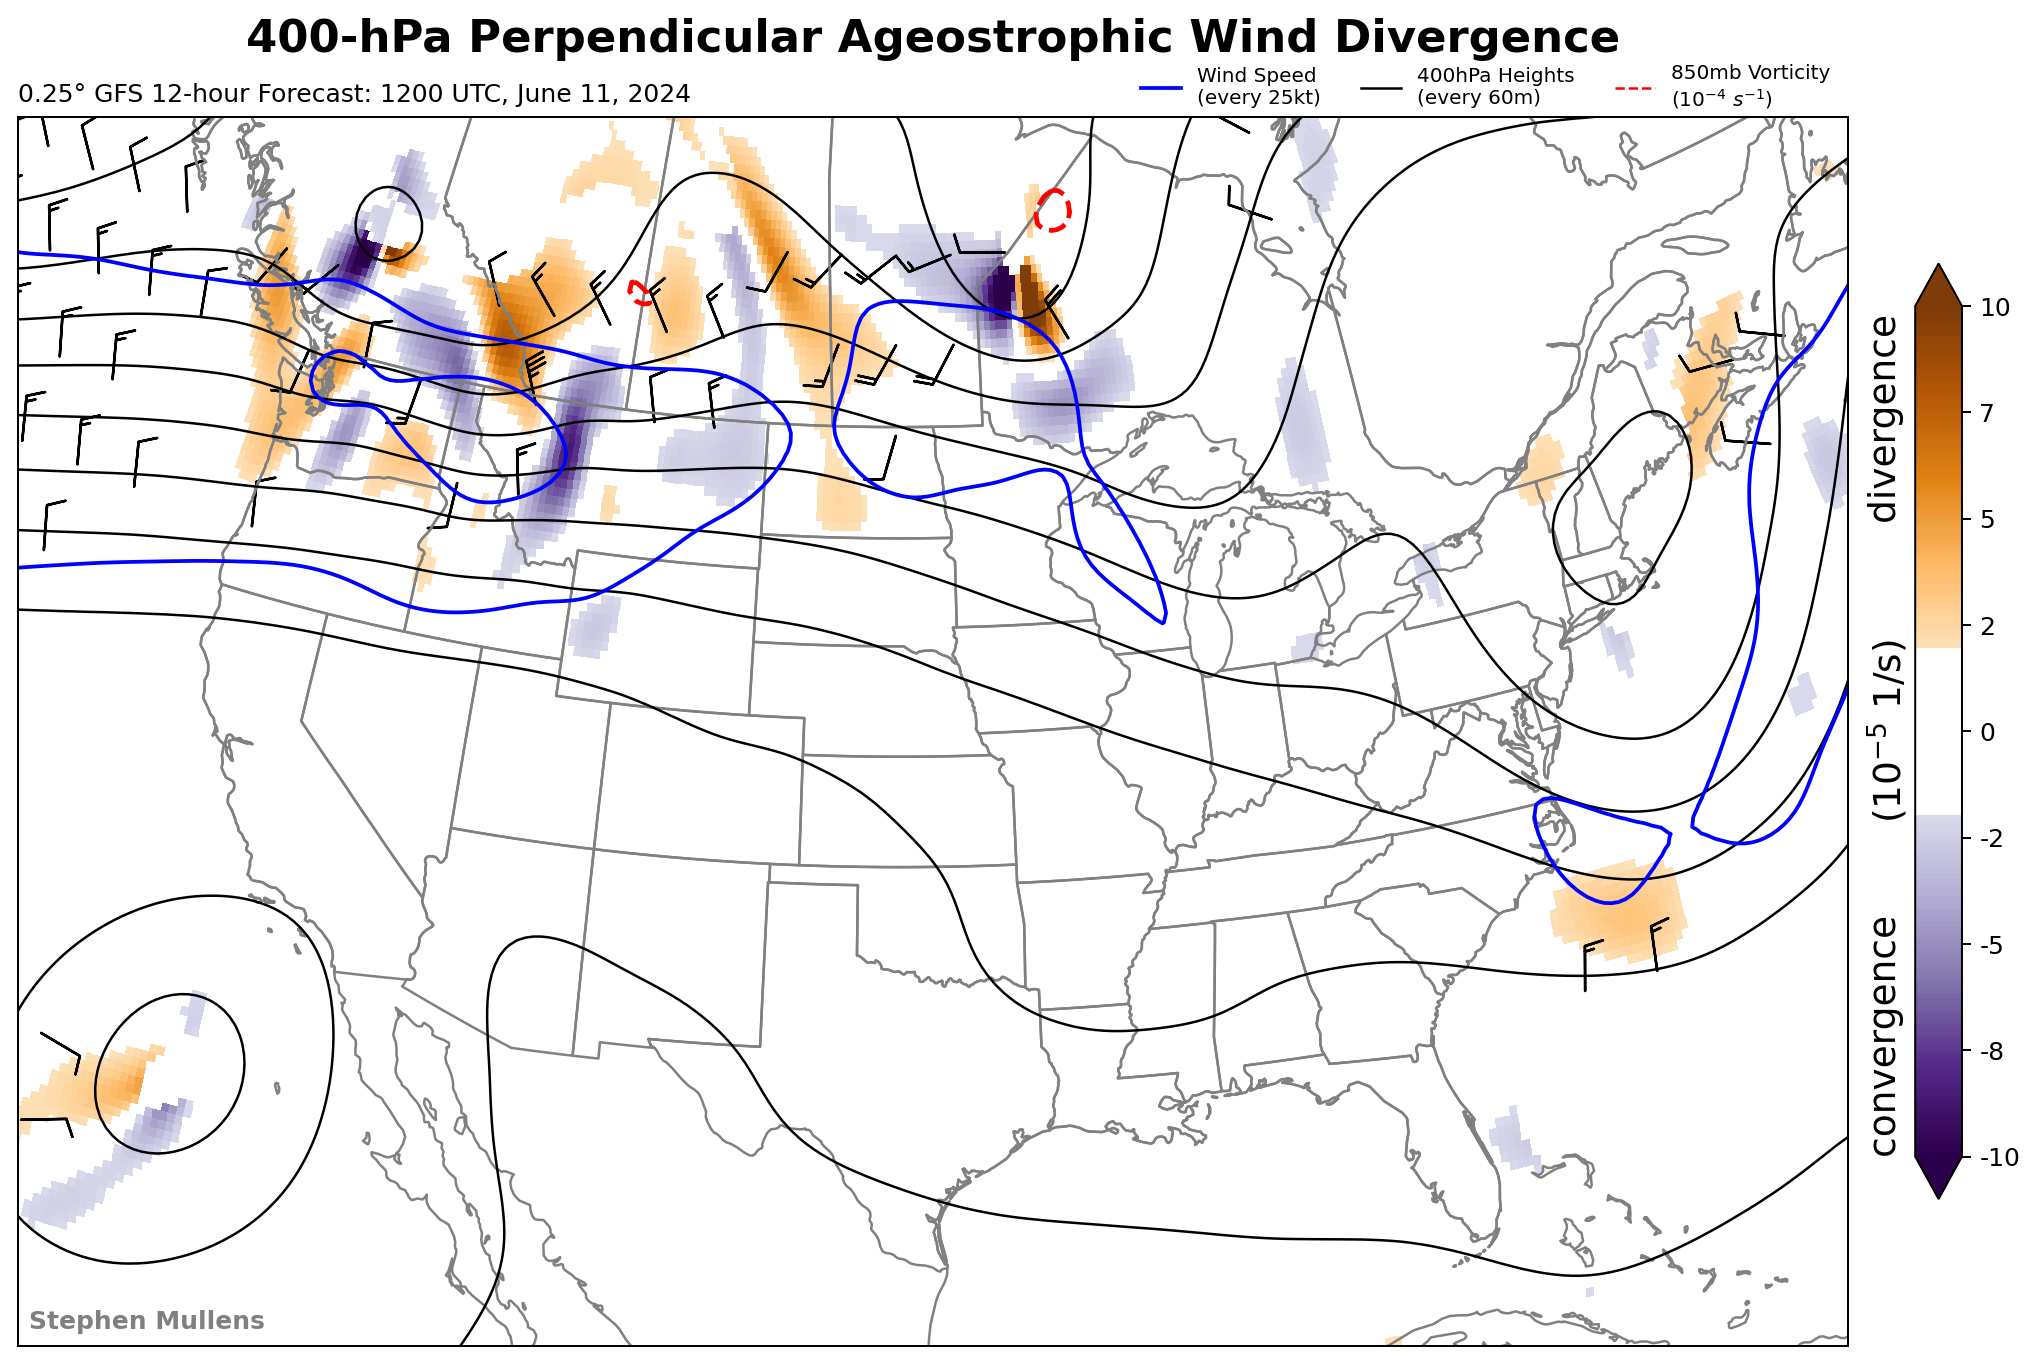 400-hPa Perpendicular Ageostrophic Wind Divergence
0.25° GFS 12-hour Forecast: 1200 UTC, June 11, 2024
Wind Speed
(every 25kt)
400hPa Heights
(every 60m)
850mb Vorticity
(10⁻⁴ s⁻¹)
10
7
5
2
0
-2
-5
-8
-10
convergence (10⁻⁵ 1/s) divergence
Stephen Mullens